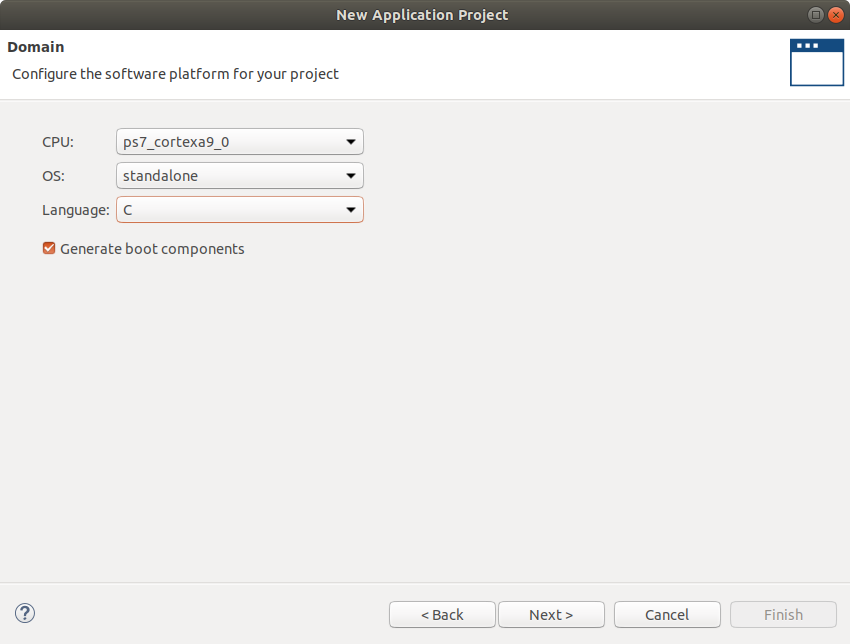 New Application Project
Domain
Configure the software platform for your project
CPU: ps7_cortexa9_0
OS: standalone
Language: C
Generate boot components
? < Back Next > Cancel Finish